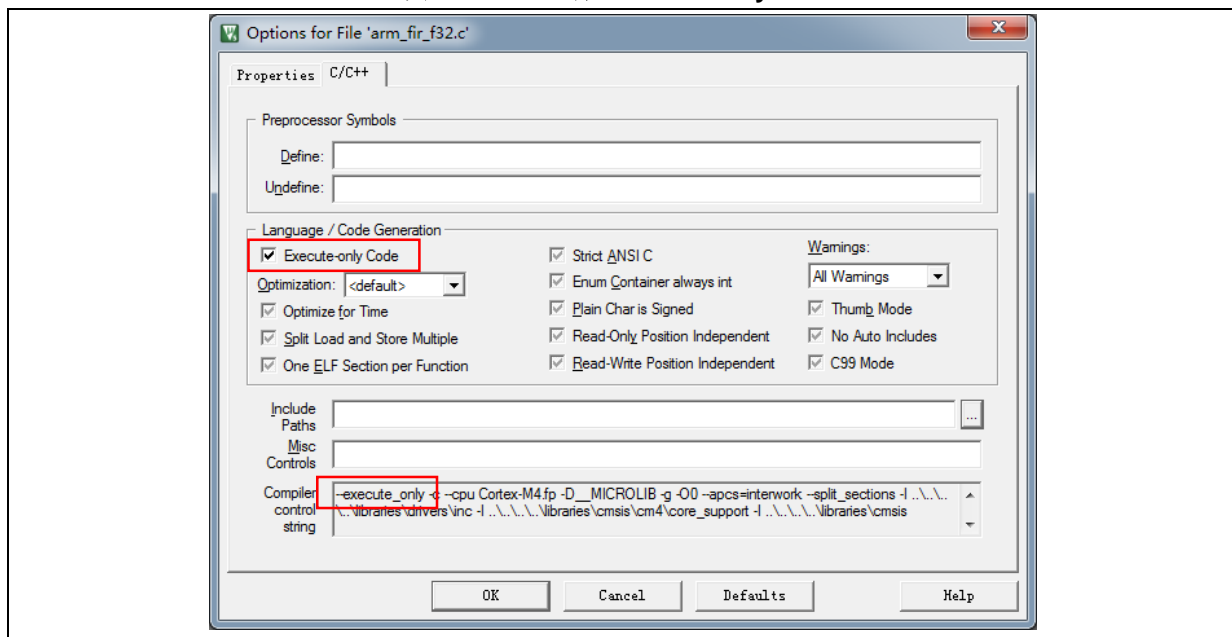 Options for File 'arm_fir_f32.c'
Properties C/C++
Preprocessor Symbols
Define:
Undefine:
Language / Code Generation
Execute-only Code
Strict ANSI C
Warnings:
Optimization: <default>
Enum Container always int
All Warnings
Optimize for Time
Plain Char is Signed
Thumb Mode
Split Load and Store Multiple
Read-Only Position Independent
No Auto Includes
One ELF Section per Function
Read-Write Position Independent
C99 Mode
Include
Paths
...
Misc
Controls
Compiler
control
string
--execute_only -c --cpu Cortex-M4.fp -D__MICROLIB -g -O0 --apcs=interwork --split_sections -I ..\..\..
\..\libraries\drivers\inc -I ..\..\..\..\libraries\cmsis\cm4\core_support -I ..\..\..\..\libraries\cmsis
OK Cancel Defaults Help